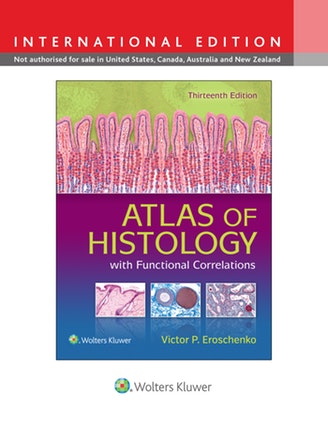 INTERNATIONAL EDITION
Not authorised for sale in United States, Canada, Australia and New Zealand
Thirteenth Edition
ATLAS OF
HISTOLOGY
with Functional Correlations
Wolters Kluwer
Victor P. Eroschenko
Wolters Kluwer